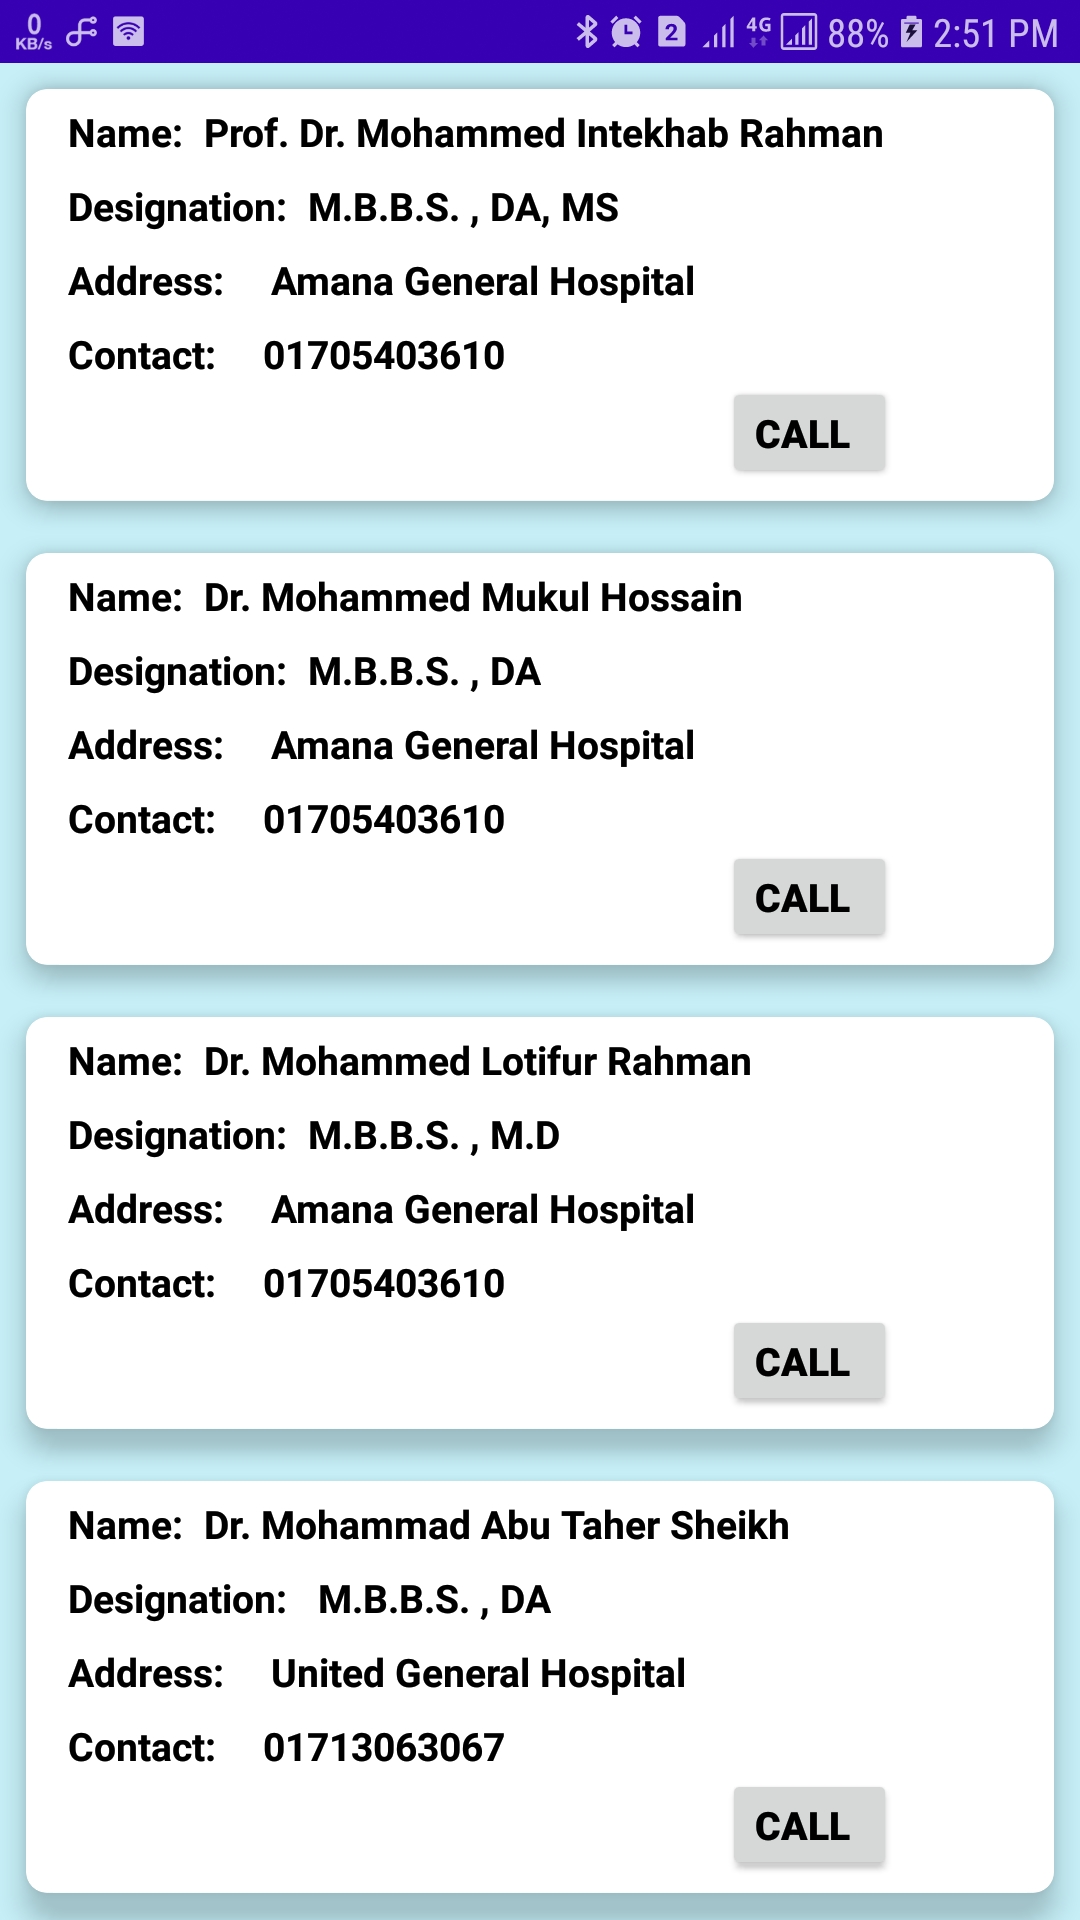 0
KB/s
2
4G
88%
2:51 PM
Name: Prof. Dr. Mohammed Intekhab Rahman
Designation: M.B.B.S. , DA, MS
Address: Amana General Hospital
Contact: 01705403610
CALL
Name: Dr. Mohammed Mukul Hossain
Designation: M.B.B.S. , DA
Address: Amana General Hospital
Contact: 01705403610
CALL
Name: Dr. Mohammed Lotifur Rahman
Designation: M.B.B.S. , M.D
Address: Amana General Hospital
Contact: 01705403610
CALL
Name: Dr. Mohammad Abu Taher Sheikh
Designation: M.B.B.S. , DA
Address: United General Hospital
Contact: 01713063067
CALL